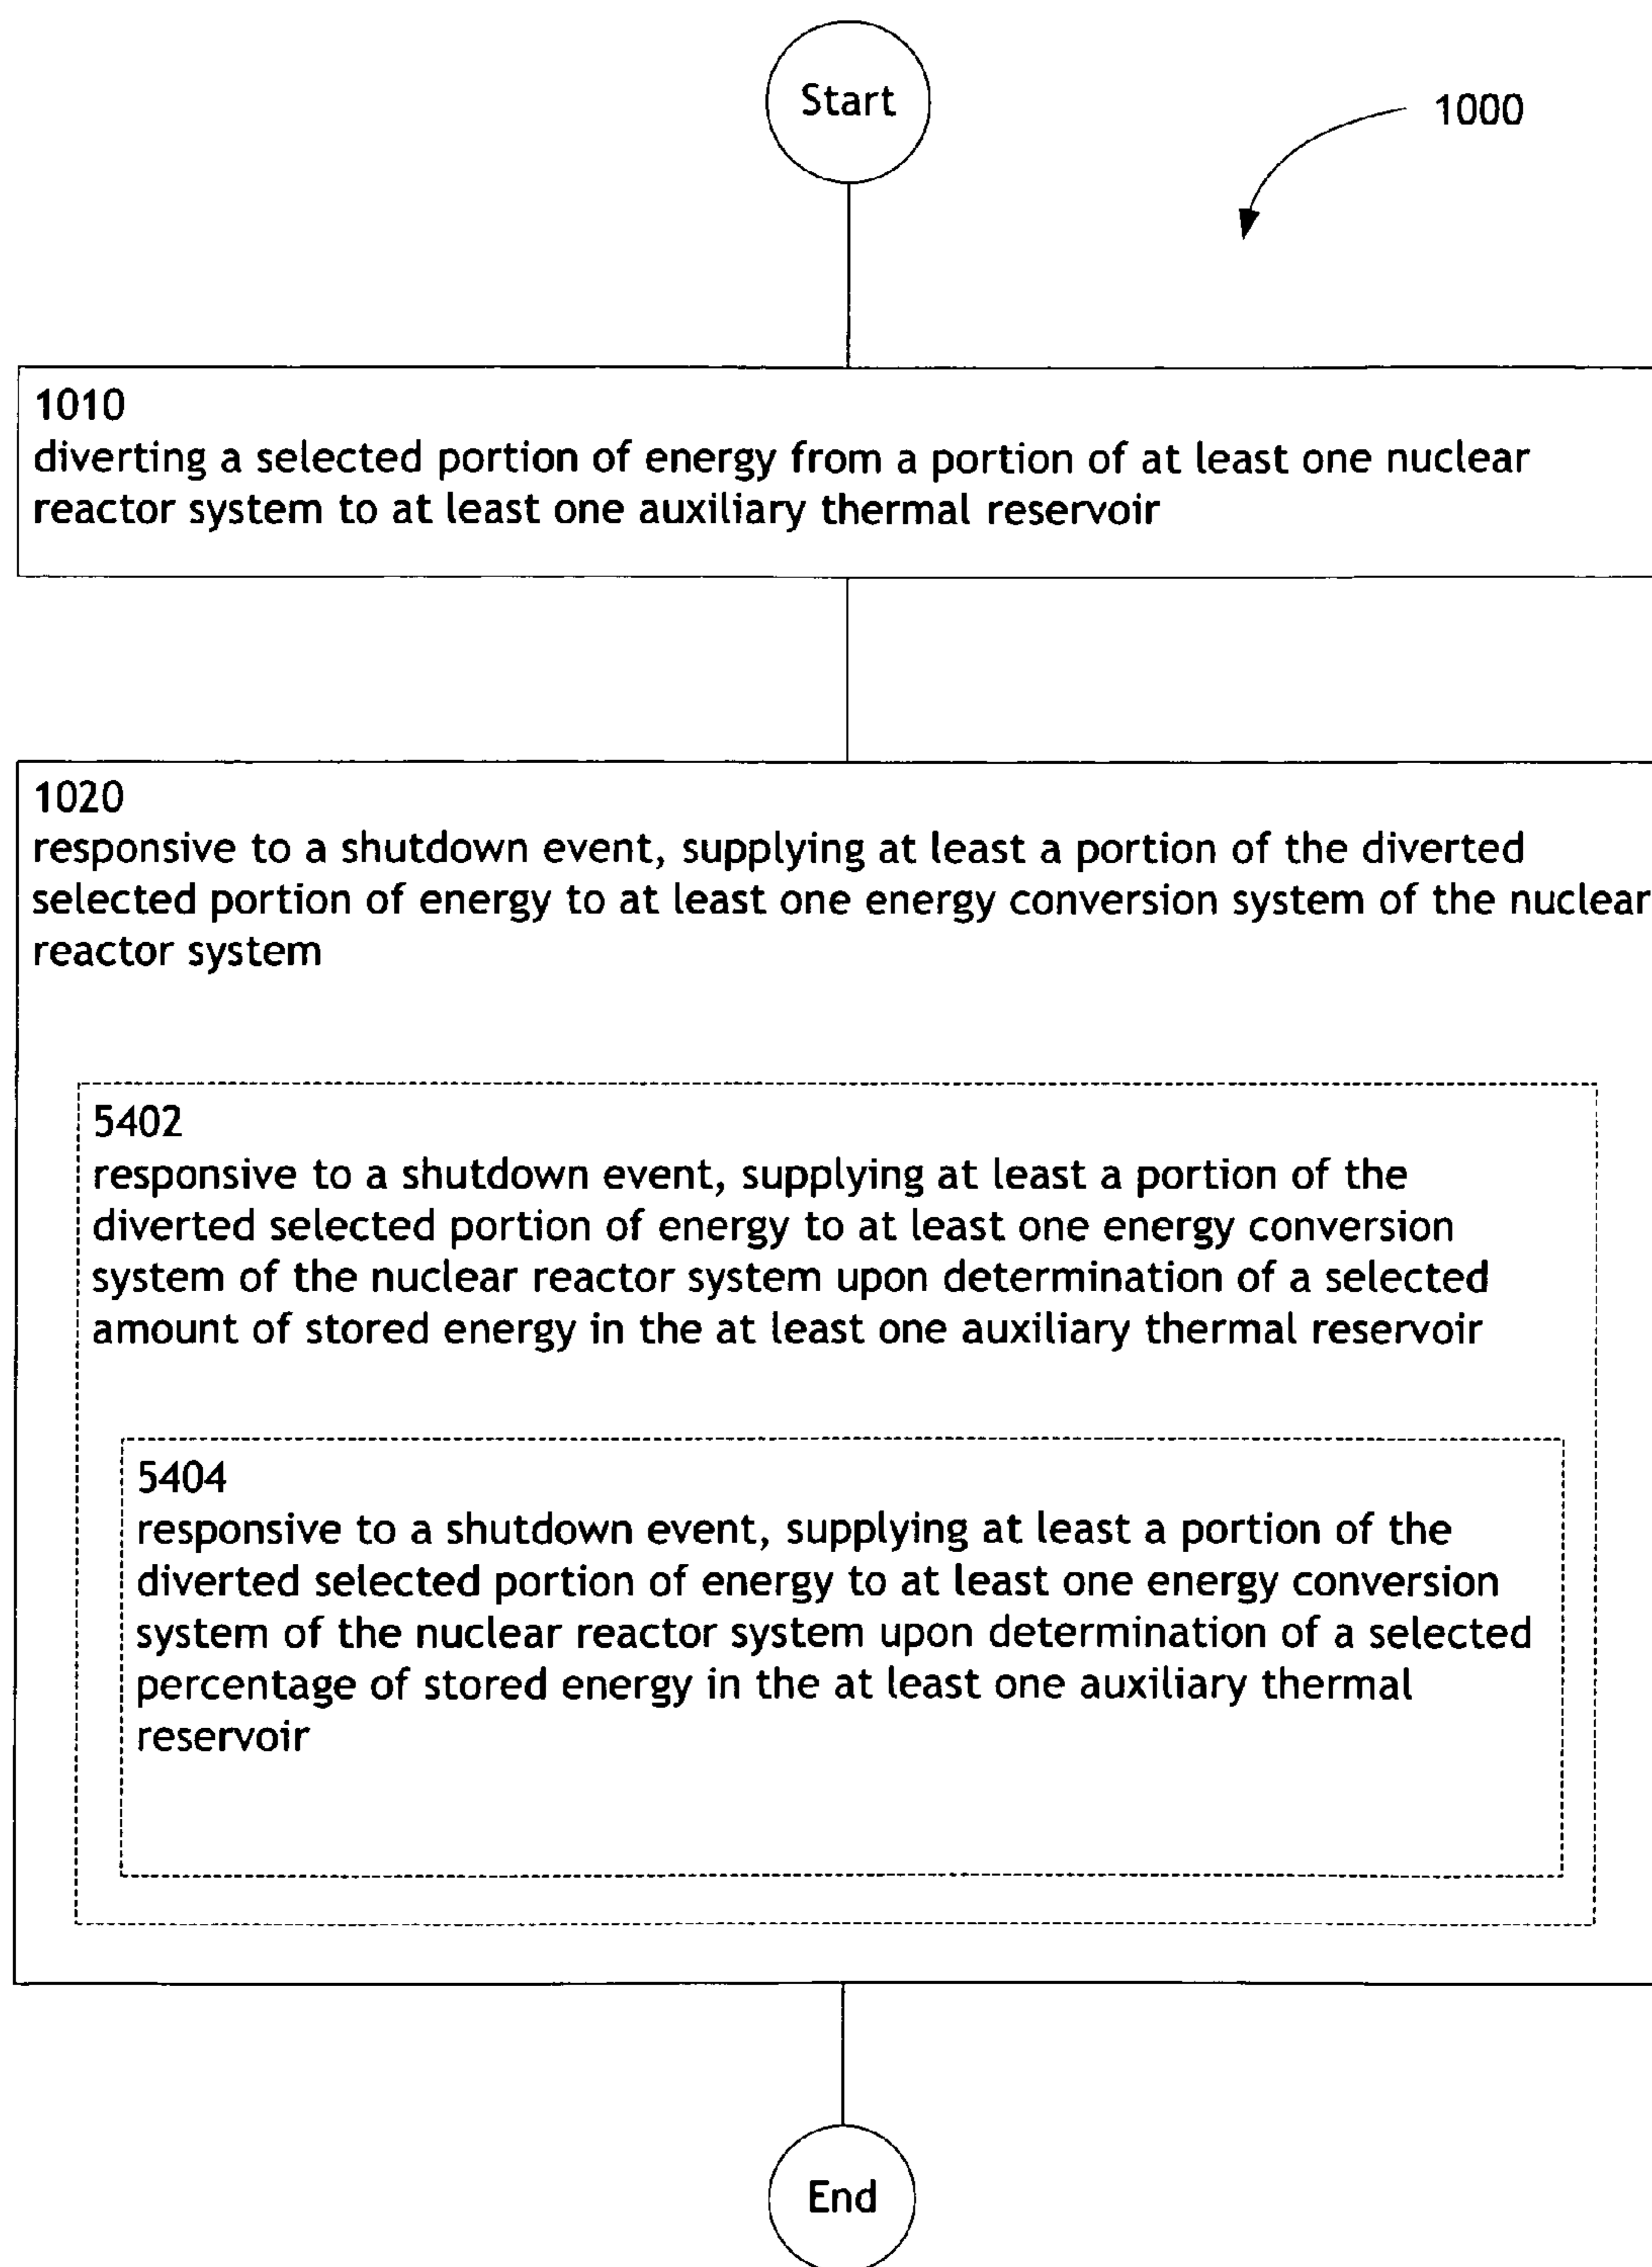 Start
1000
1010
diverting a selected portion of energy from a portion of at least one nuclear
reactor system to at least one auxiliary thermal reservoir
1020
responsive to a shutdown event, supplying at least a portion of the diverted
selected portion of energy to at least one energy conversion system of the nuclear
reactor system
5402
responsive to a shutdown event, supplying at least a portion of the
diverted selected portion of energy to at least one energy conversion
system of the nuclear reactor system upon determination of a selected
amount of stored energy in the at least one auxiliary thermal reservoir
5404
responsive to a shutdown event, supplying at least a portion of the
diverted selected portion of energy to at least one energy conversion
system of the nuclear reactor system upon determination of a selected
percentage of stored energy in the at least one auxiliary thermal
reservoir
End